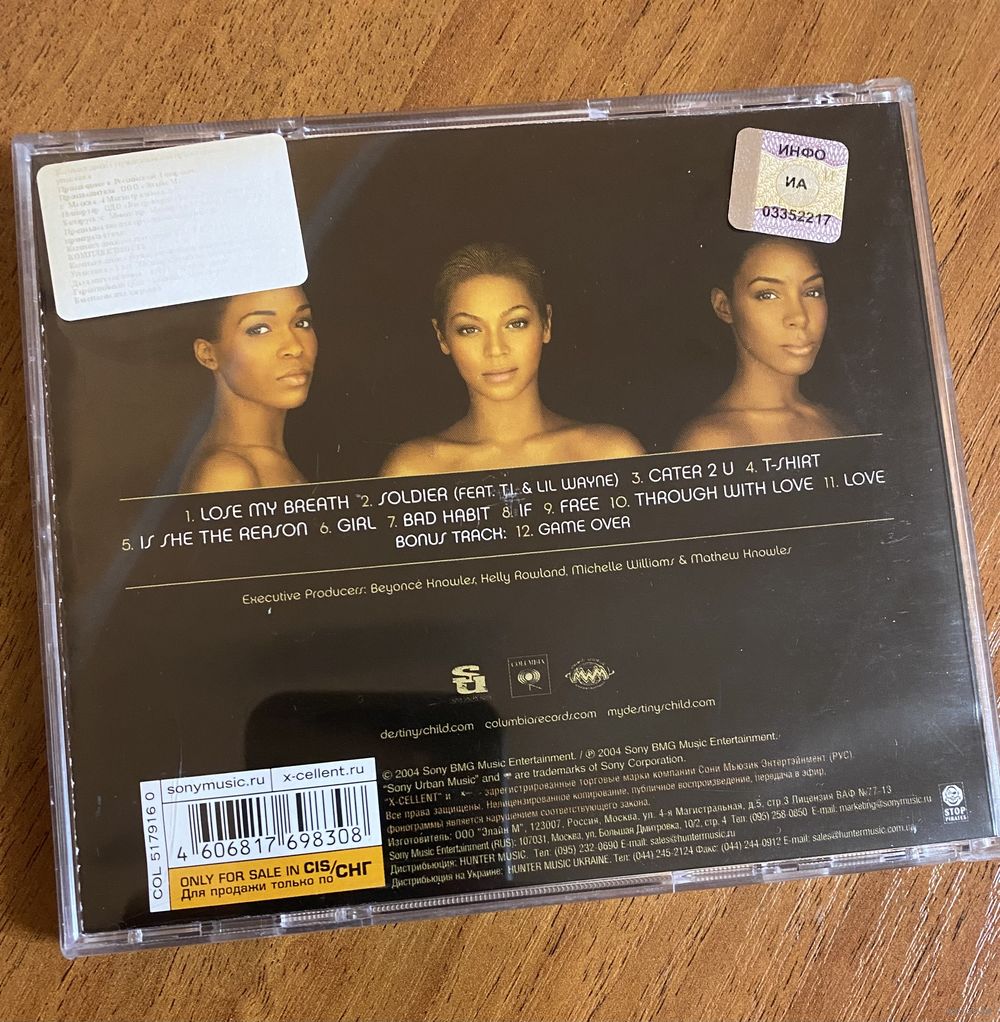 КОМПЛЕКТНОСТЬ
ИНФО
ИА
03352217
1. LOSE MY BREATH 2. SOLDIER (FEAT. T.I. & LIL WAYNE) 3. CATER 2 U 4. T-SHIRT
5. IS SHE THE REASON 6. GIRL 7. BAD HABIT 8. IF 9. FREE 10. THROUGH WITH LOVE 11. LOVE
BONUS TRACK: 12. GAME OVER
Executive Producers: Beyoncé Knowles, Kelly Rowland, Michelle Williams & Mathew Knowles
su
COLUMBIA
destinyschild.com columbiarecords.com mydestinyschild.com
sonymusic.ru x-cellent.ru
COL 517916 0
4 606817 698308
ONLY FOR SALE IN CIS/СНГ
Для продажи только по
© 2004 Sony BMG Music Entertainment. / ℗ 2004 Sony BMG Music Entertainment.
"Sony Urban Music" and are trademarks of Sony Corporation.
"X-CELLENT" и - зарегистрированные торговые марки компании Сони Мьюзик Энтертэйнмент (РУС)
Все права защищены. Нелицензированное копирование, публичное воспроизведение, передача в эфир,
фонограммы является нарушением соответствующего закона.
Изготовитель: ООО "Элайн М", 123007, Россия, Москва, ул. 4-я Магистральная, д.5, стр.3 Лицензия ВАФ №77-13
Sony Music Entertainment (RUS): 107031, Москва, ул. Большая Дмитровка, 10/2, стр. 4 Тел: (095) 258 0850 E-mail: marketing@sonymusic.ru
Дистрибьюция: HUNTER MUSIC. Тел: (095) 232 0690 E-mail: sales@huntermusic.ru
Дистрибьюция на Украине: HUNTER MUSIC UKRAINE. Тел: (044) 245-2124 Факс: (044) 244 0912 E-mail: sales@huntermusic.com.ua
STOP
PIRATES